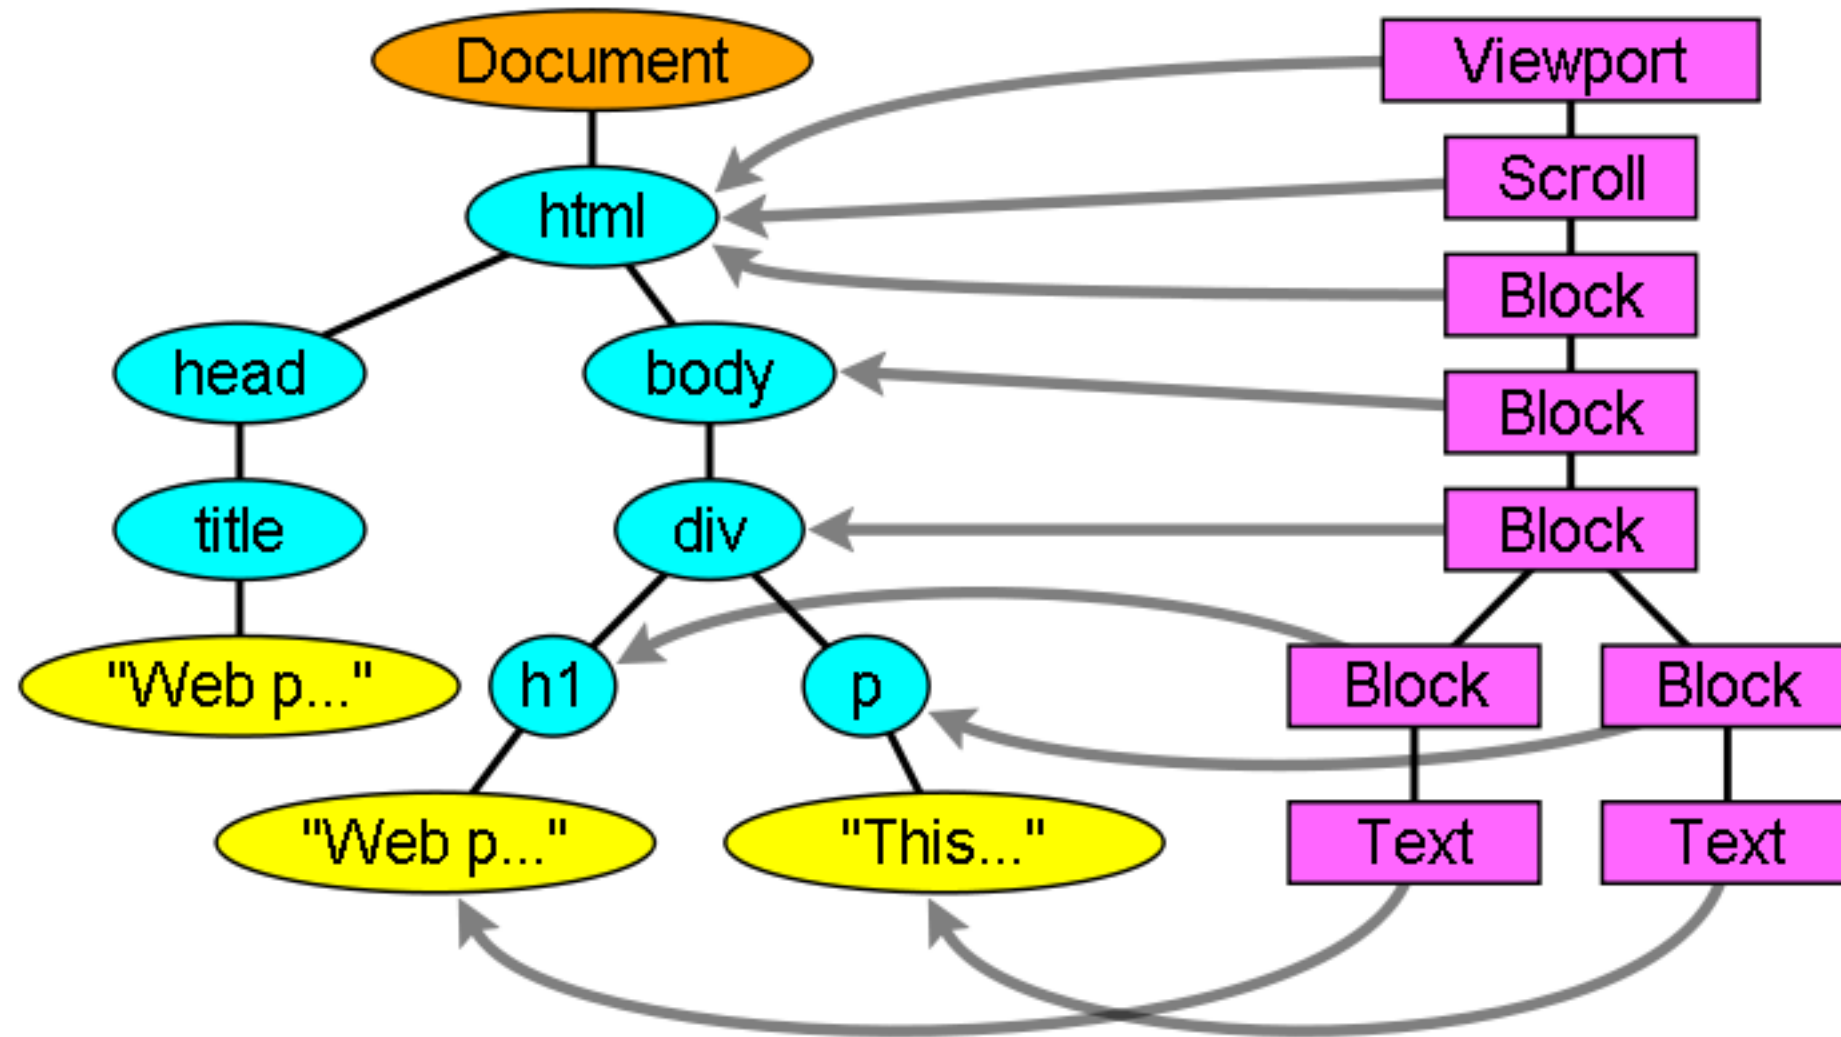 Document
Viewport
Scroll
html
Block
head
body
Block
title
div
Block
"Web p..."
h1
p
Block
Block
"Web p..."
"This..."
Text
Text